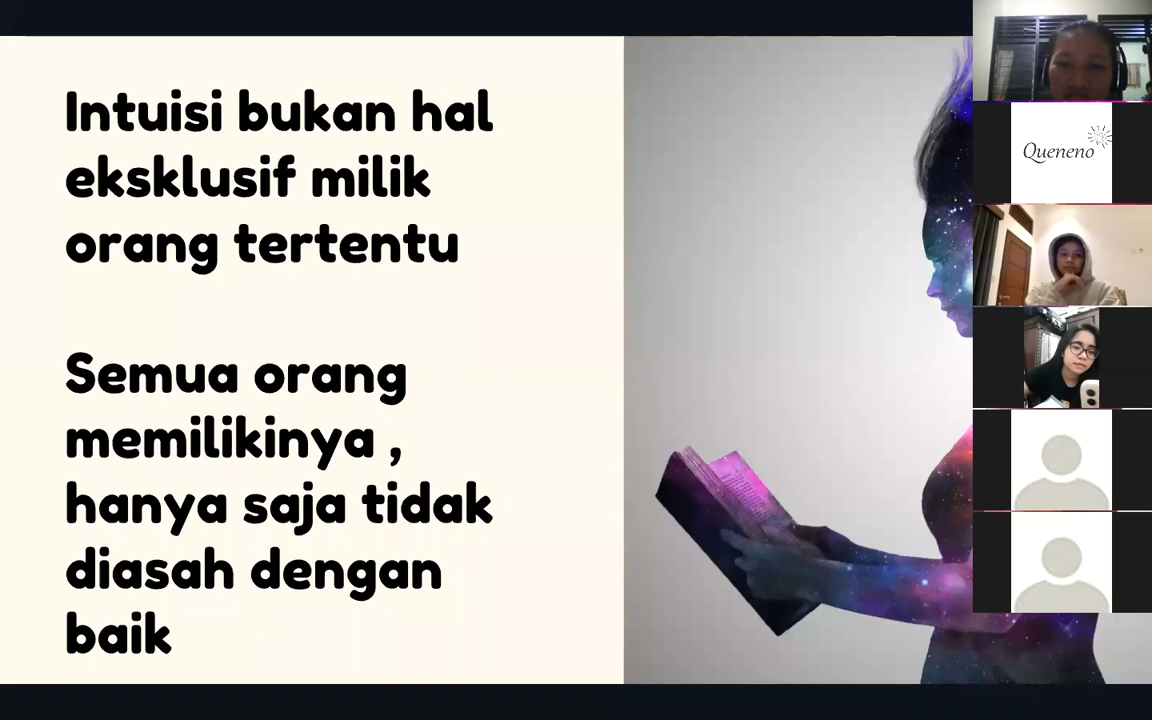 Intuisi bukan hal
eksklusif milik
orang tertentu
Semua orang
memilikinya ,
hanya saja tidak
diasah dengan
baik
Queneno